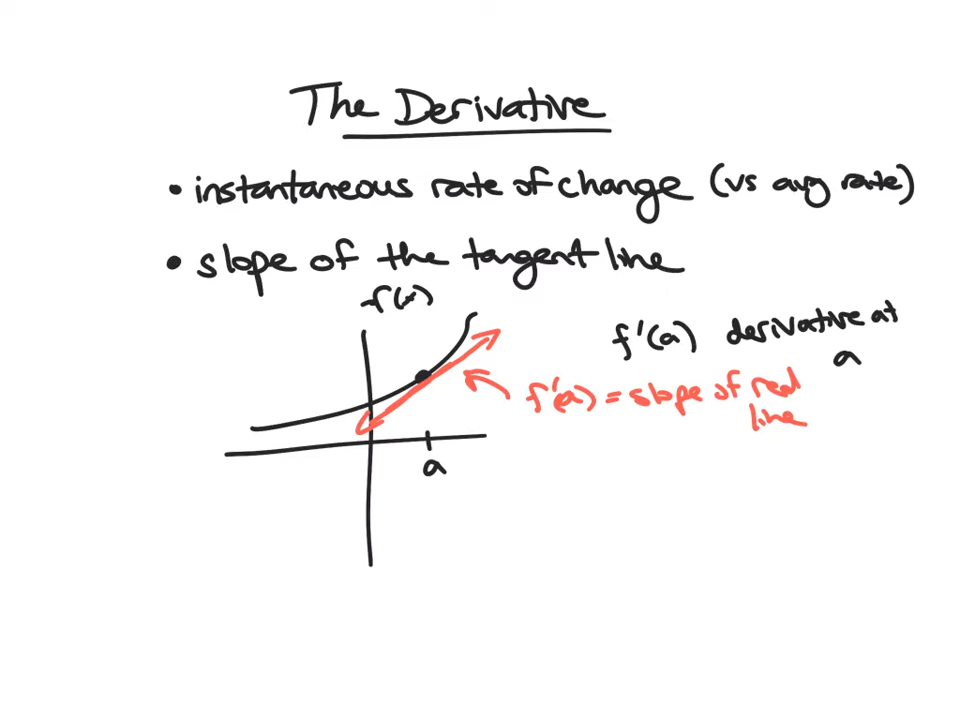 The Derivative
• instantaneous rate of change (vs avg rate)
• slope of the tangent line
f(x)
f'(a) derivative at
a
f'(a) = slope of red
line
a